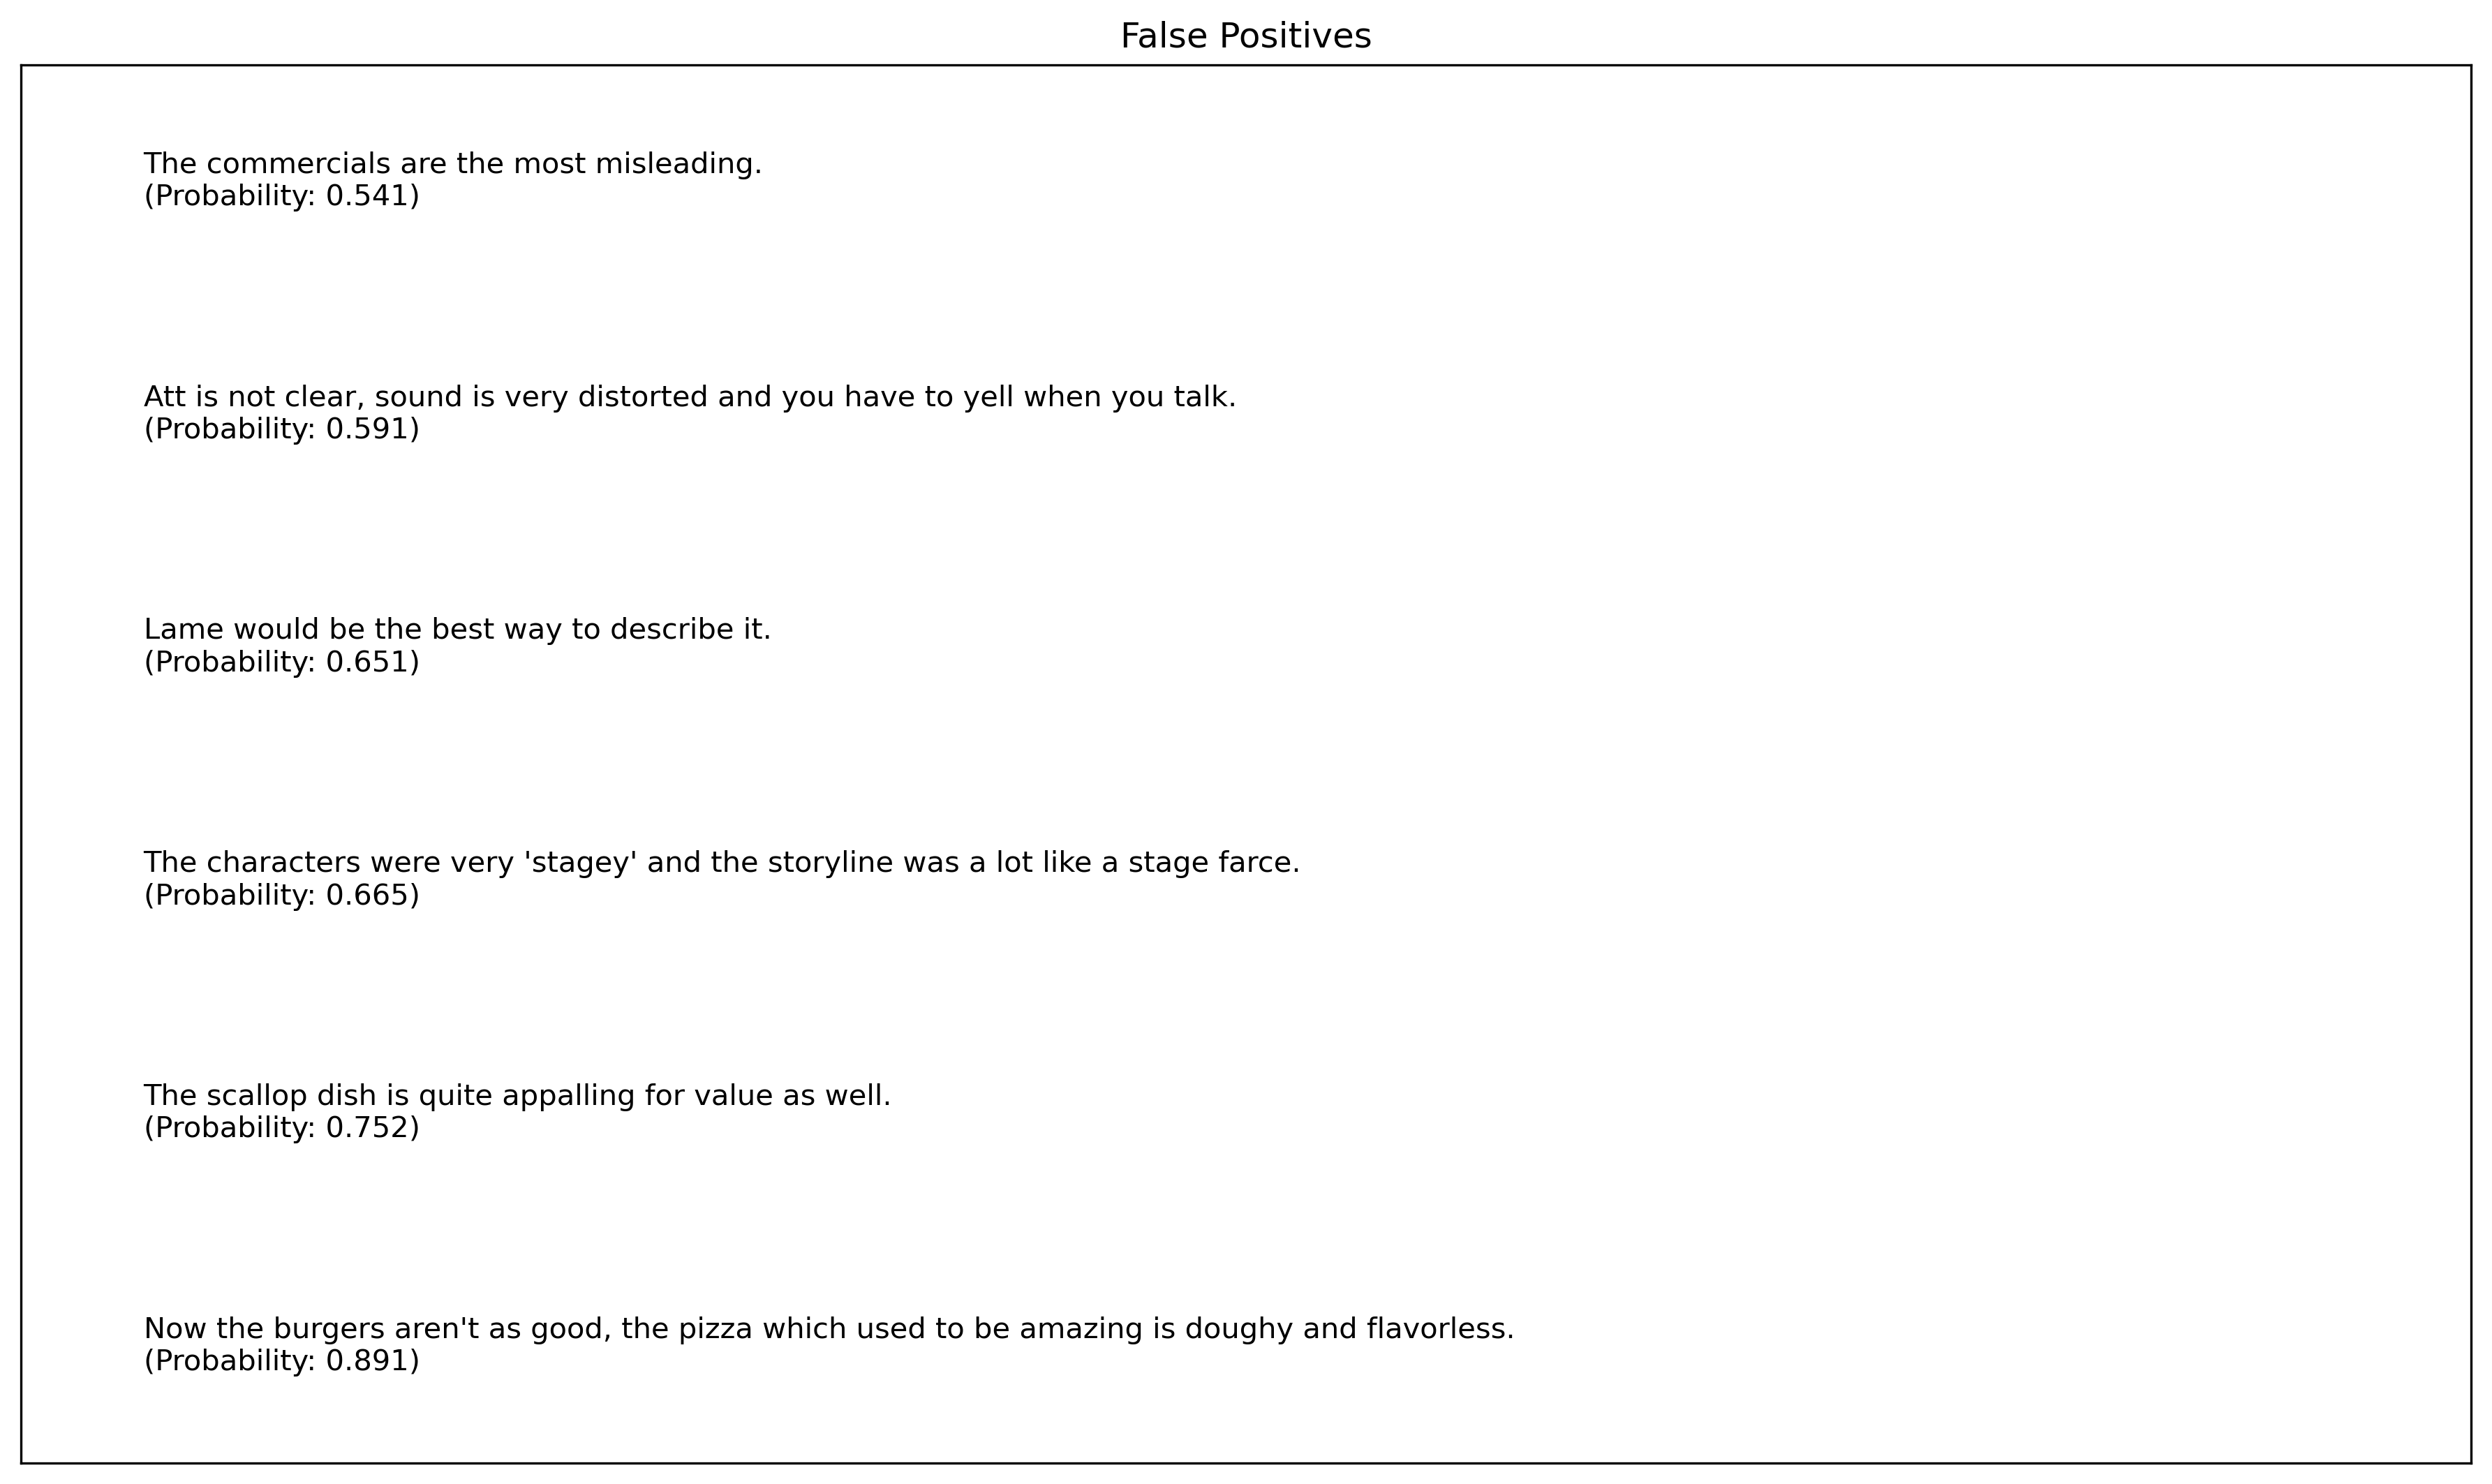 False Positives
The commercials are the most misleading.
(Probability: 0.541)
Att is not clear, sound is very distorted and you have to yell when you talk.
(Probability: 0.591)
Lame would be the best way to describe it.
(Probability: 0.651)
The characters were very 'stagey' and the storyline was a lot like a stage farce.
(Probability: 0.665)
The scallop dish is quite appalling for value as well.
(Probability: 0.752)
Now the burgers aren't as good, the pizza which used to be amazing is doughy and flavorless.
(Probability: 0.891)